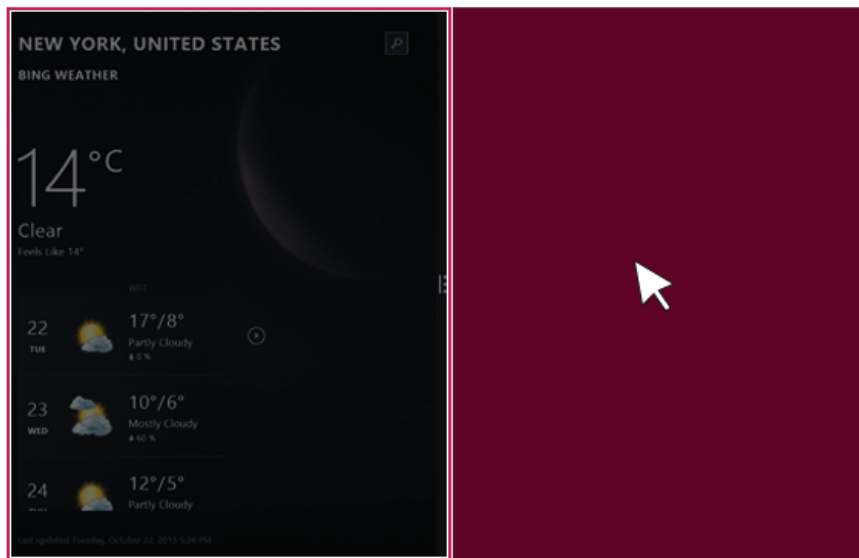 NEW YORK, UNITED STATES
BING WEATHER
14°C
Clear
Feels Like 14°
WDT
22
TUE
17°/8°
Partly Cloudy
0 %
23
WED
10°/6°
Mostly Cloudy
60 %
24
12°/5°
Partly Cloudy
Last updated Tuesday, October 22, 2013 5:24 PM